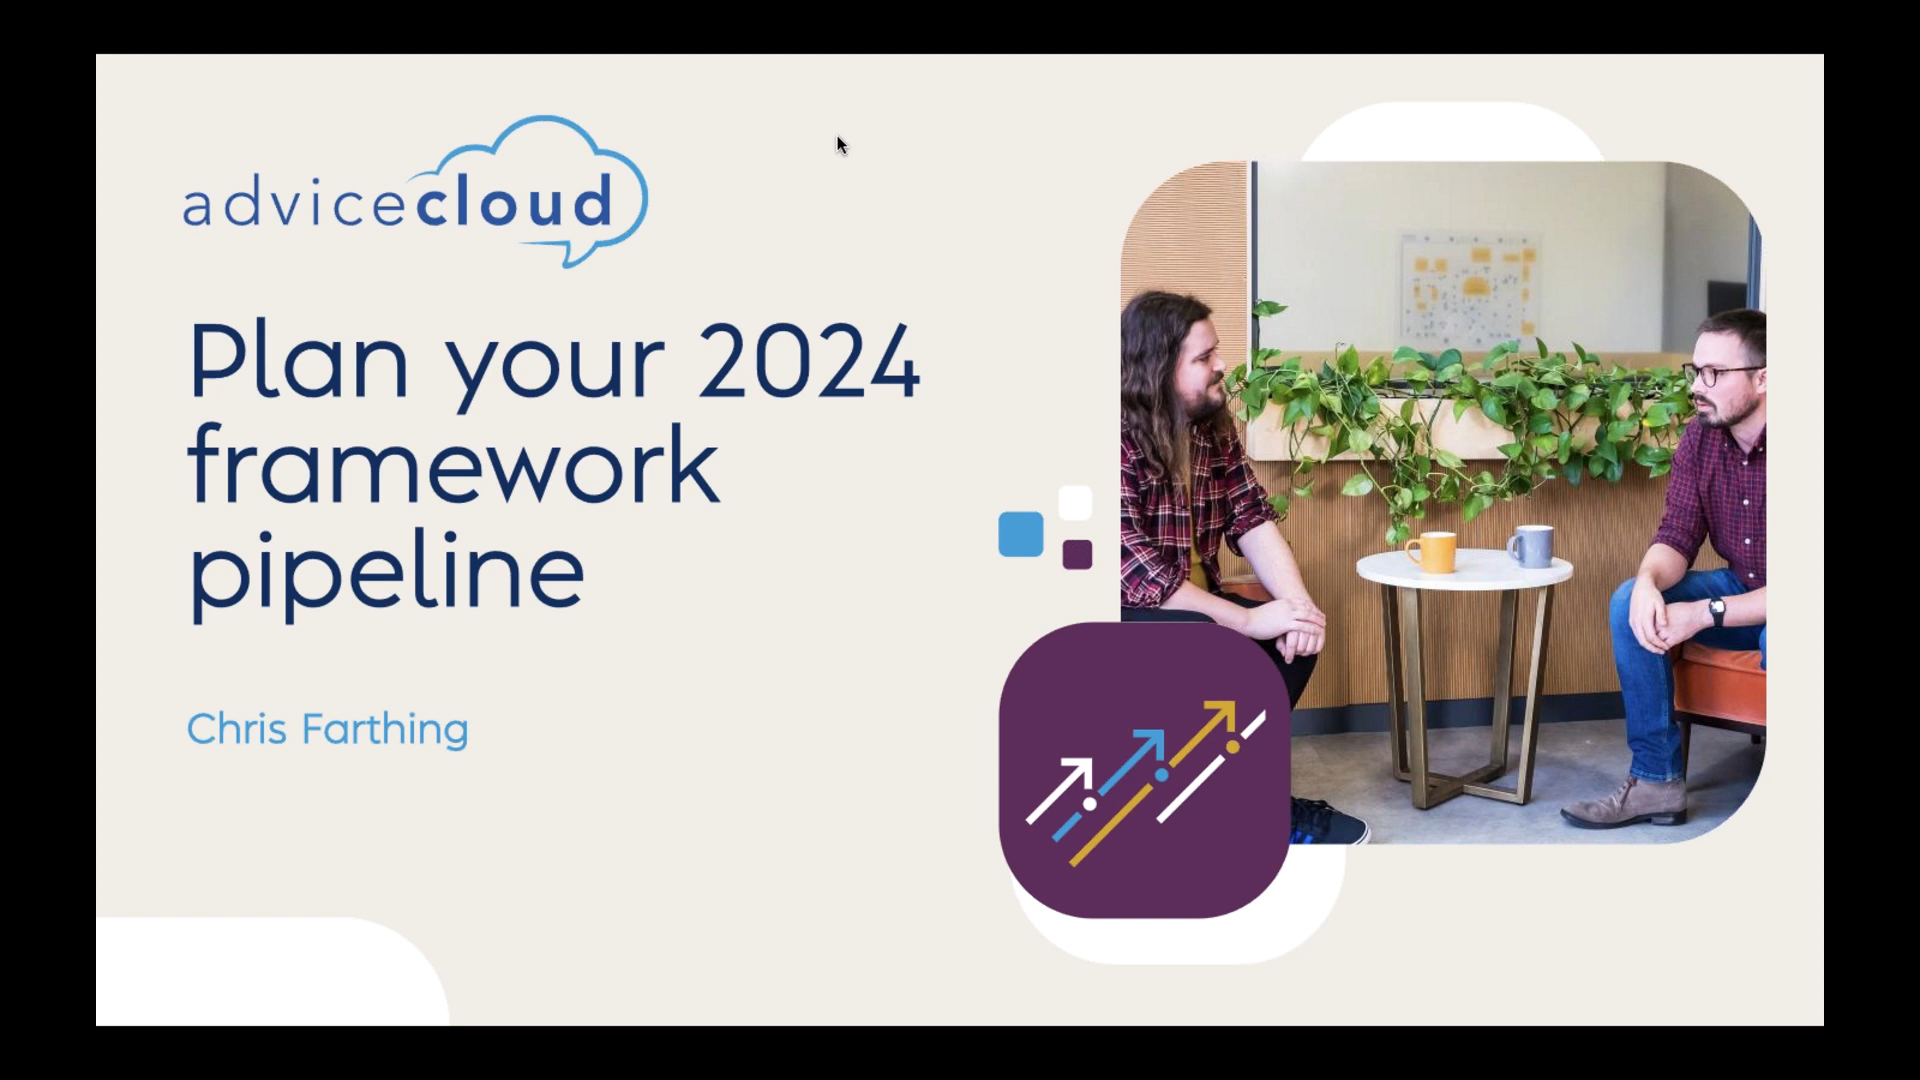 advicecloud
Plan your 2024
framework
pipeline
Chris Farthing